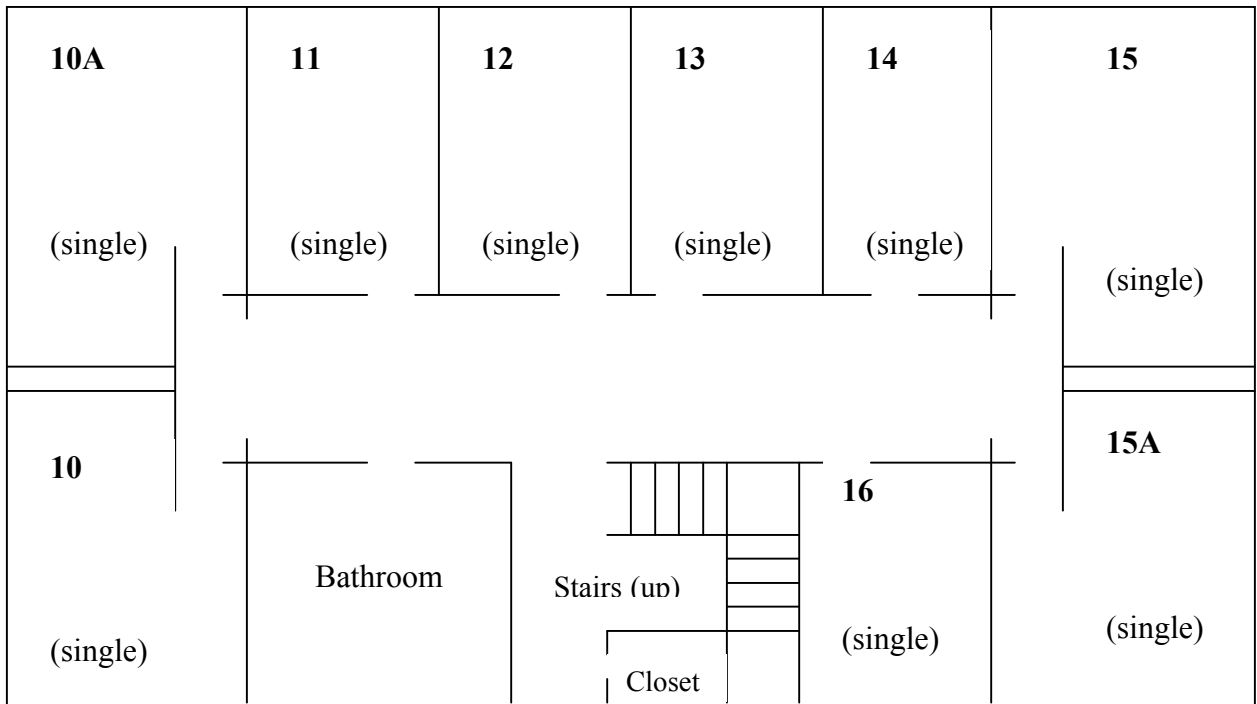 10A 11 12 13 14 15
(single) (single) (single) (single) (single)
(single)
15A
10
16
Bathroom
Stairs (up)
(single)
(single)
(single)
Closet